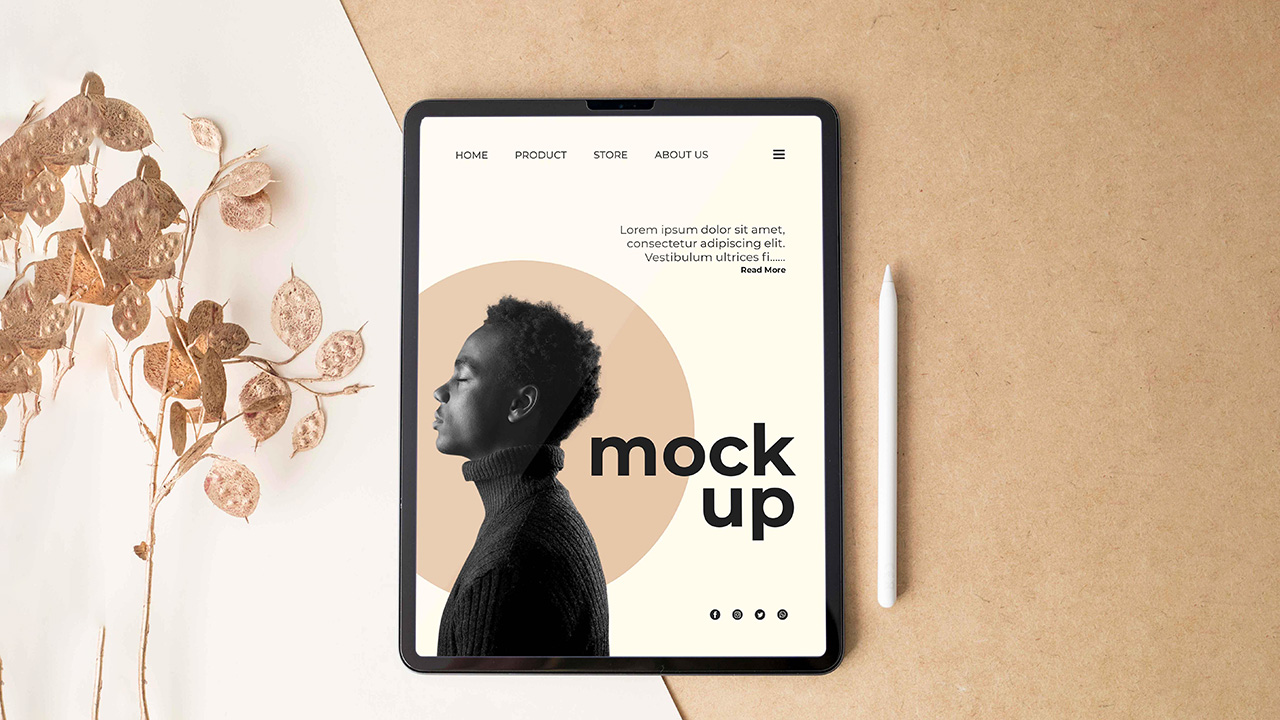 HOME PRODUCT STORE ABOUT US
Lorem ipsum dolor sit amet,
consectetur adipiscing elit.
Vestibulum ultrices fi......
Read More
mock
up